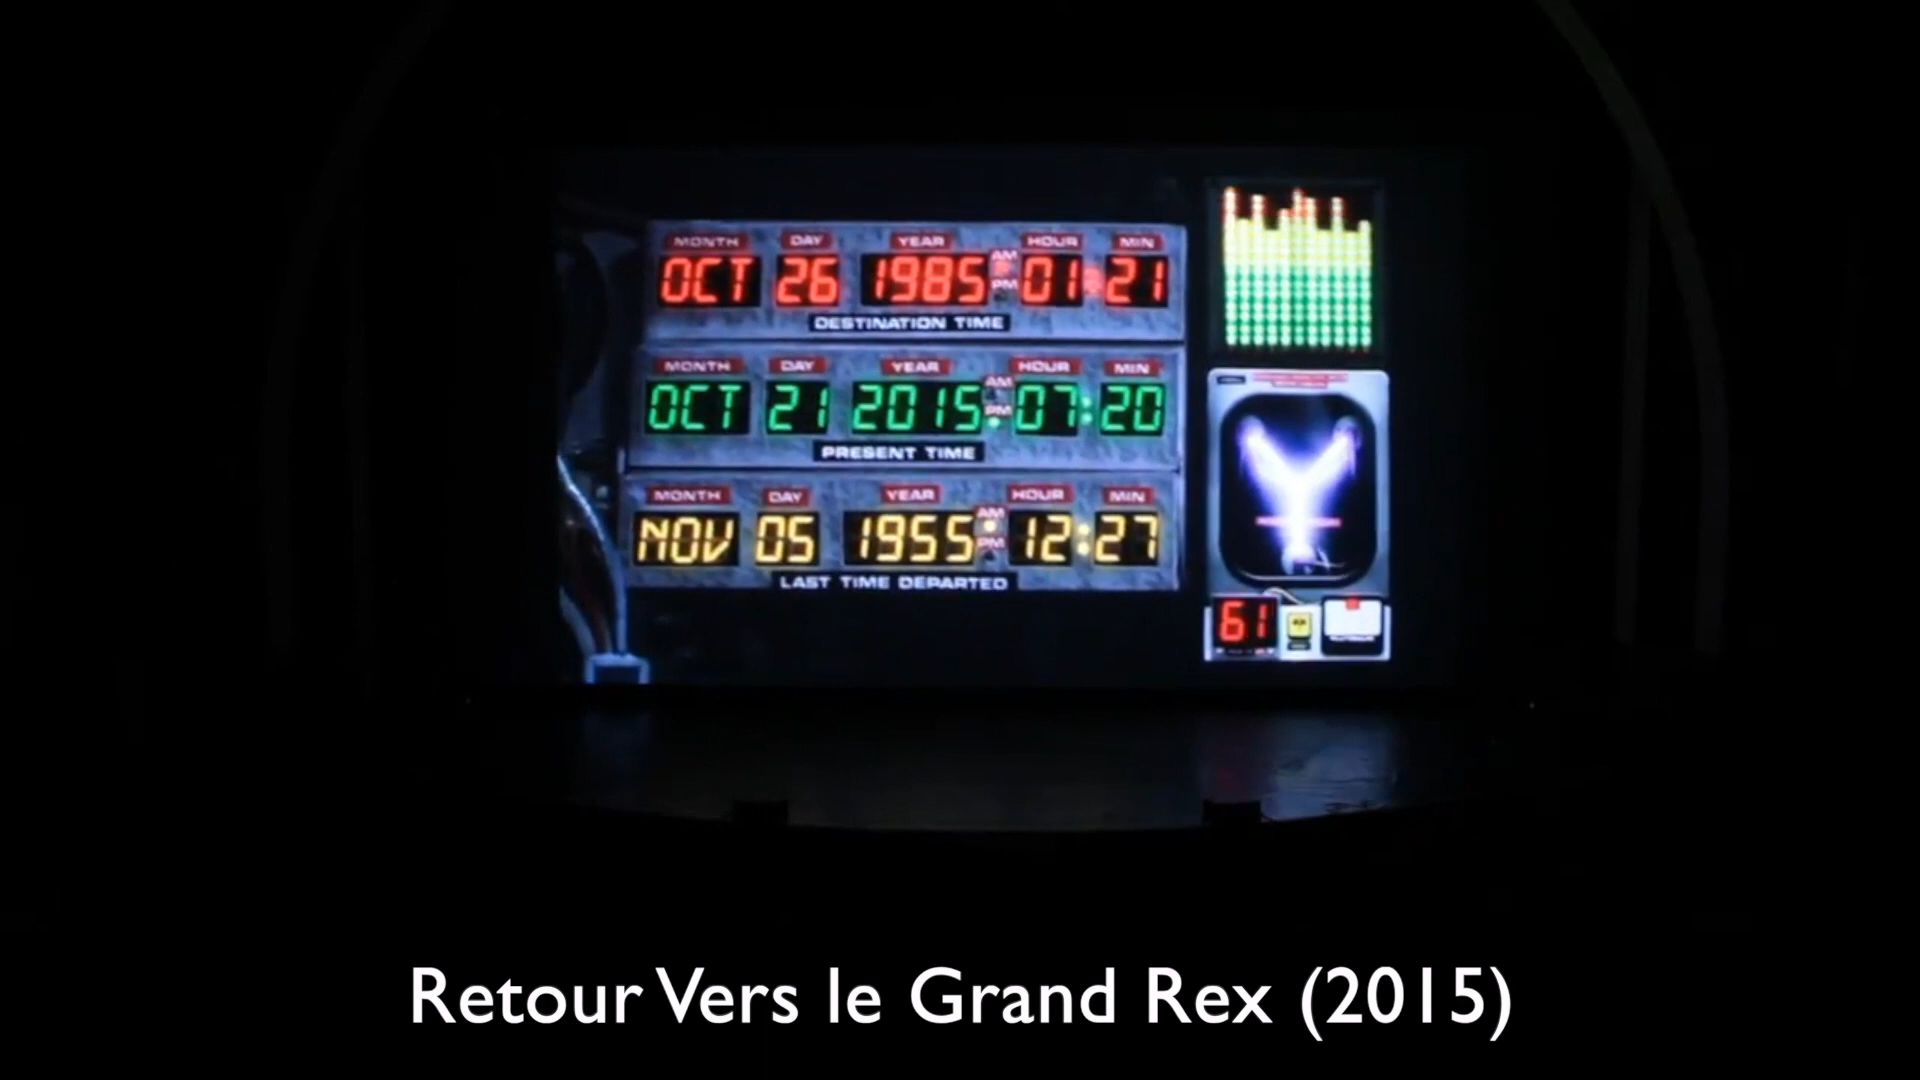 MONTH DAY YEAR HOUR MIN
OCT 26 1985 AM PM 01:21
DESTINATION TIME
MONTH DAY YEAR HOUR MIN
OCT 21 2015 AM PM 07:20
PRESENT TIME
MONTH DAY YEAR HOUR MIN
NOV 05 1955 AM PM 12:27
LAST TIME DEPARTED
61
Retour Vers le Grand Rex (2015)